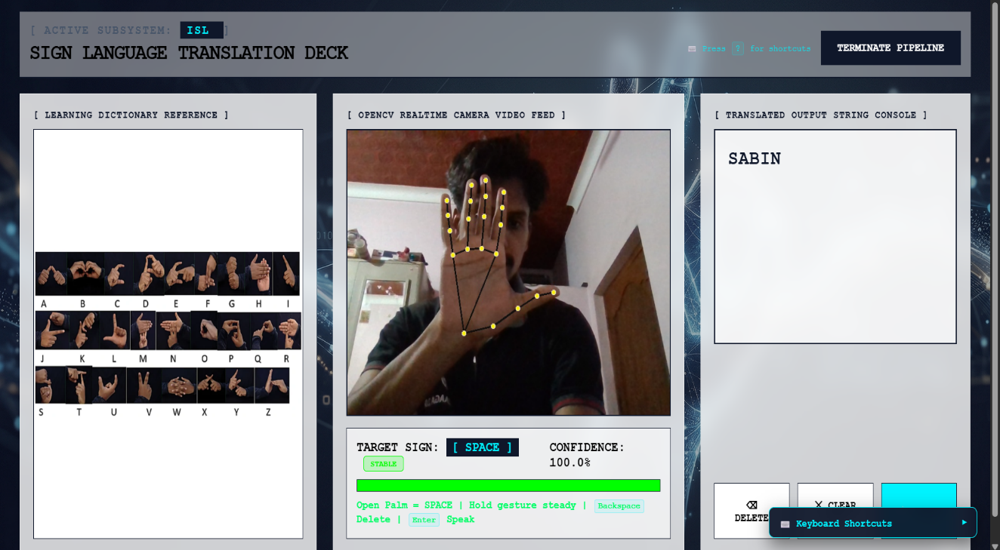 [ ACTIVE SUBSYSTEM: ISL ]
SIGN LANGUAGE TRANSLATION DECK
Press ? for shortcuts
TERMINATE PIPELINE
[ LEARNING DICTIONARY REFERENCE ]
A B C D E F G H I
J K L M N O P Q R
S T U V W X Y Z
[ OPENCV REALTIME CAMERA VIDEO FEED ]
TARGET SIGN: [ SPACE ]
STABLE
CONFIDENCE:
100.0%
Open Palm = SPACE | Hold gesture steady | Backspace
Delete | Enter Speak
[ TRANSLATED OUTPUT STRING CONSOLE ]
SABIN
⌫
DELETE
X CLEAR
Keyboard Shortcuts ▶